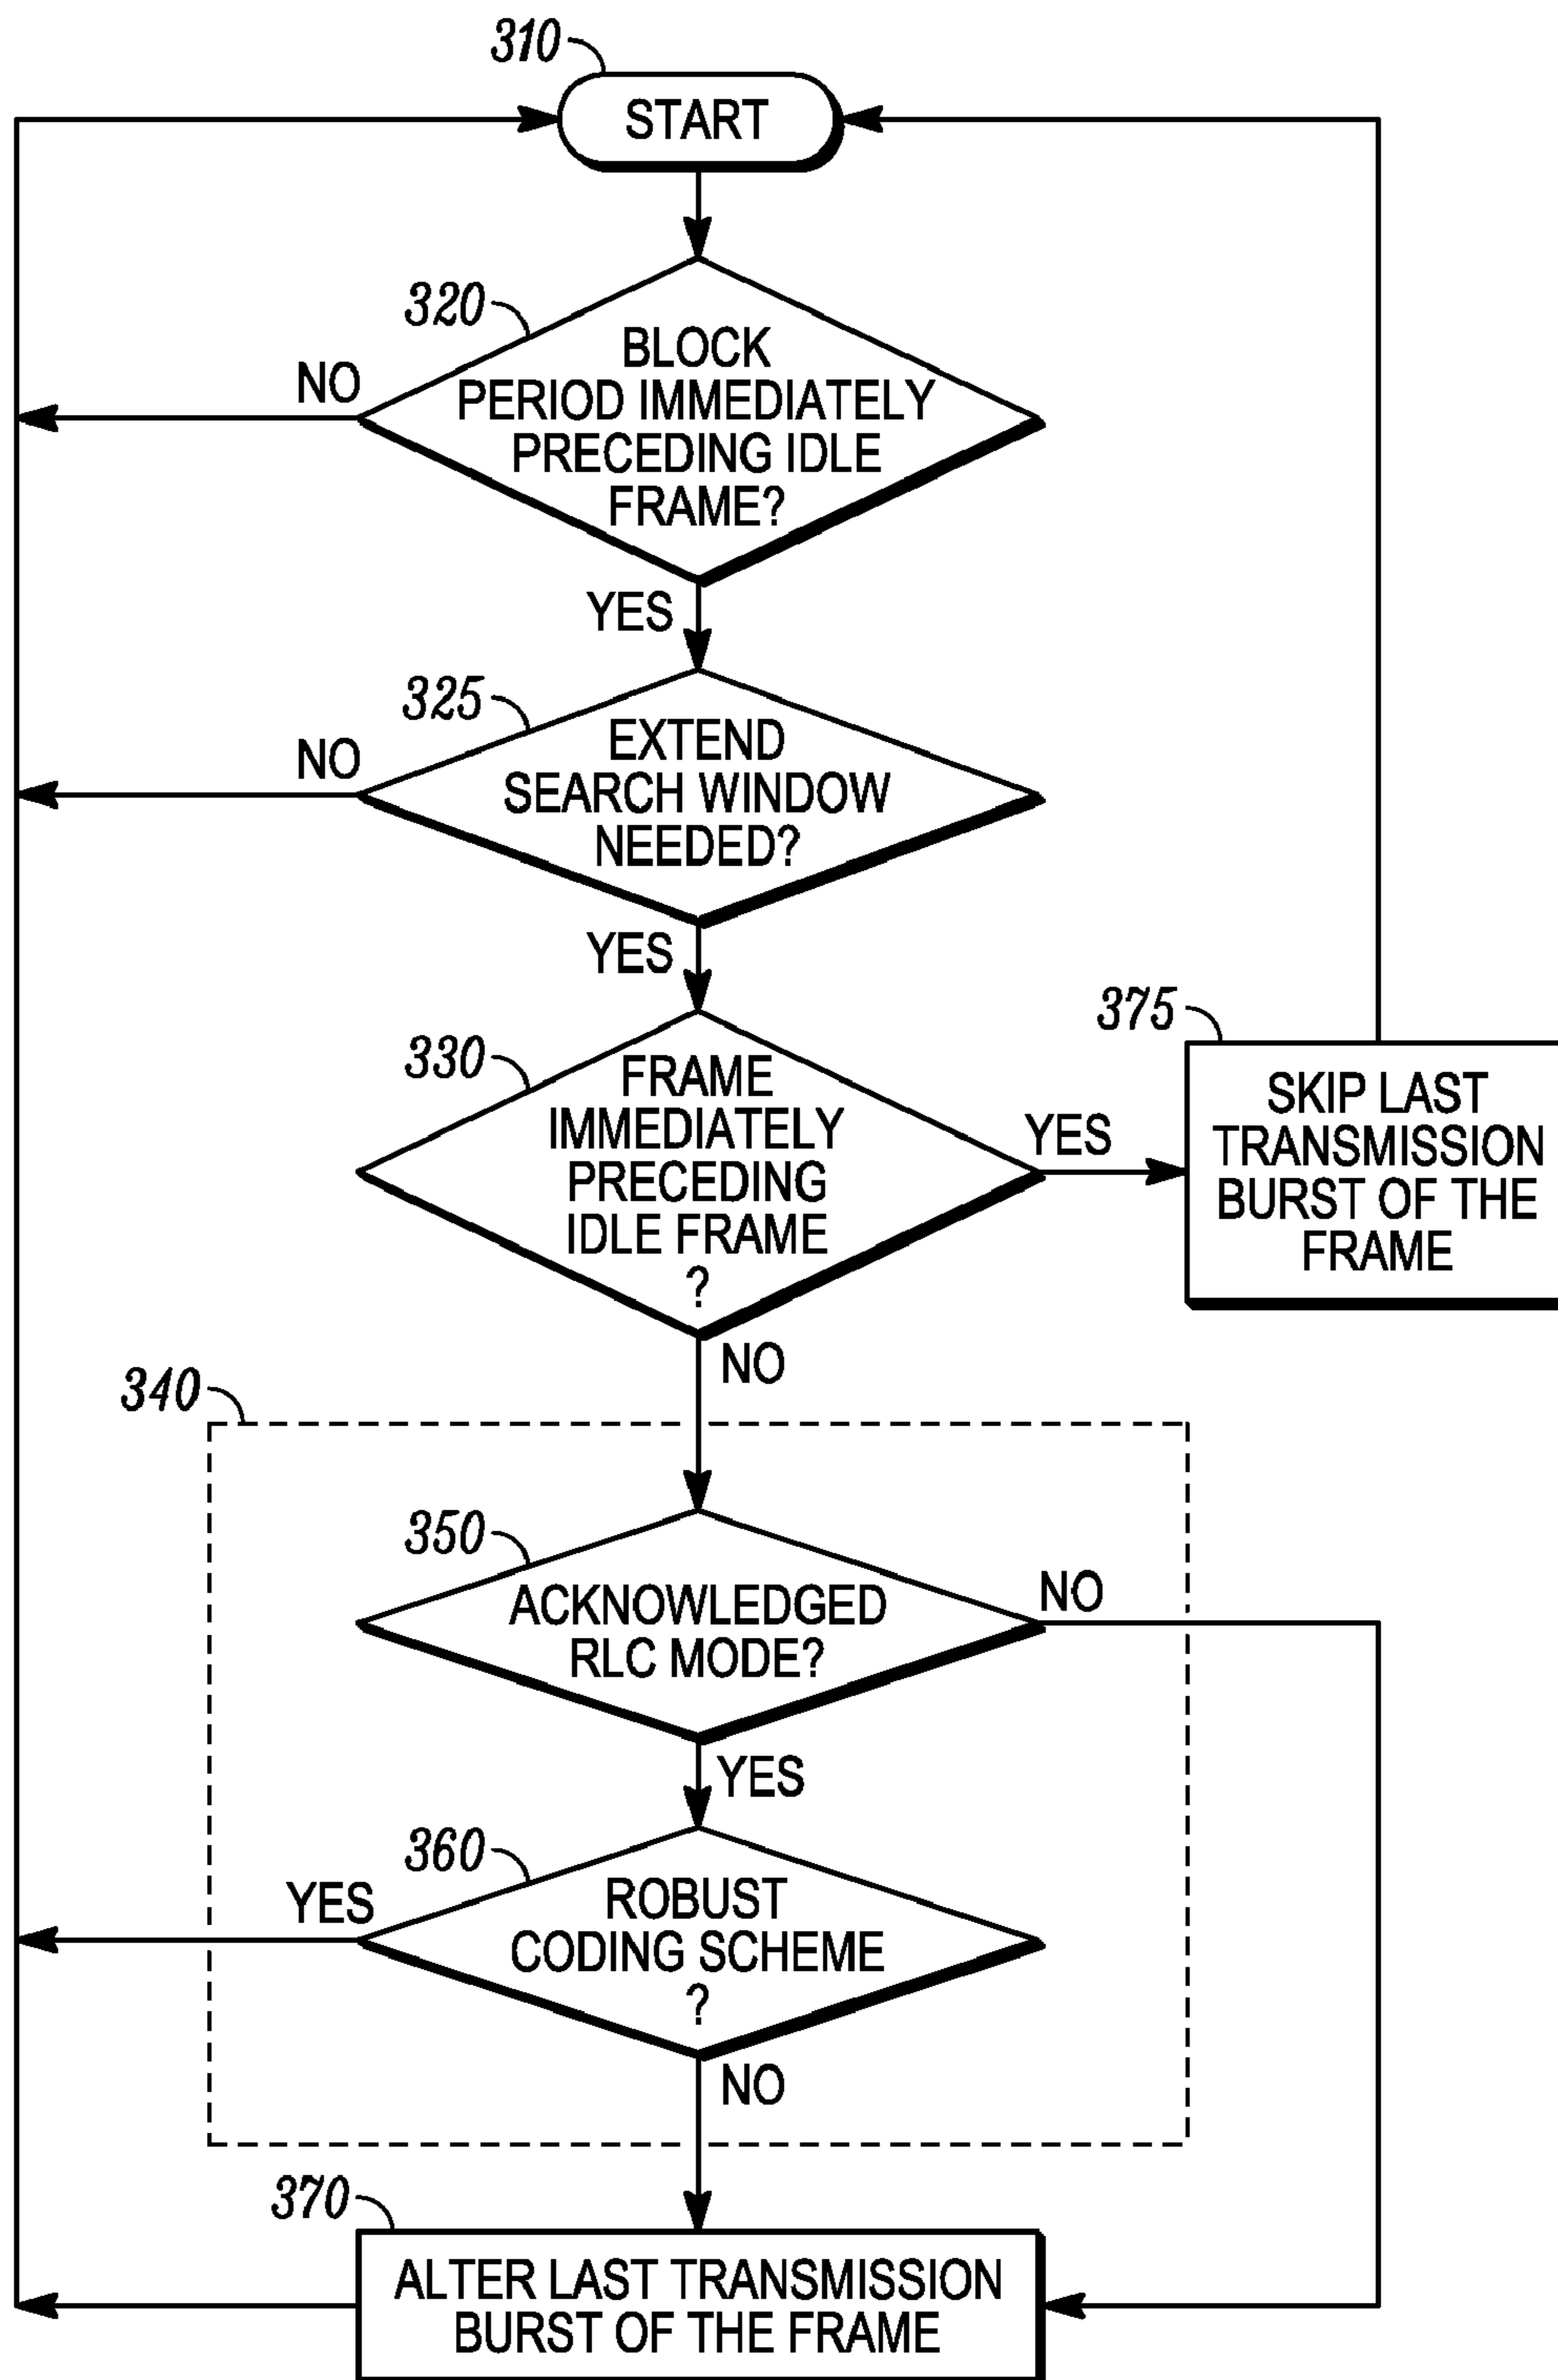 310
START
320
BLOCK
PERIOD IMMEDIATELY
PRECEDING IDLE
FRAME?
NO
YES
325
EXTEND
SEARCH WINDOW
NEEDED?
NO
YES
330
FRAME
IMMEDIATELY
PRECEDING
IDLE FRAME
?
YES
NO
375
SKIP LAST
TRANSMISSION
BURST OF THE
FRAME
340
350
ACKNOWLEDGED
RLC MODE?
NO
YES
360
ROBUST
CODING SCHEME
?
YES
NO
370
ALTER LAST TRANSMISSION
BURST OF THE FRAME